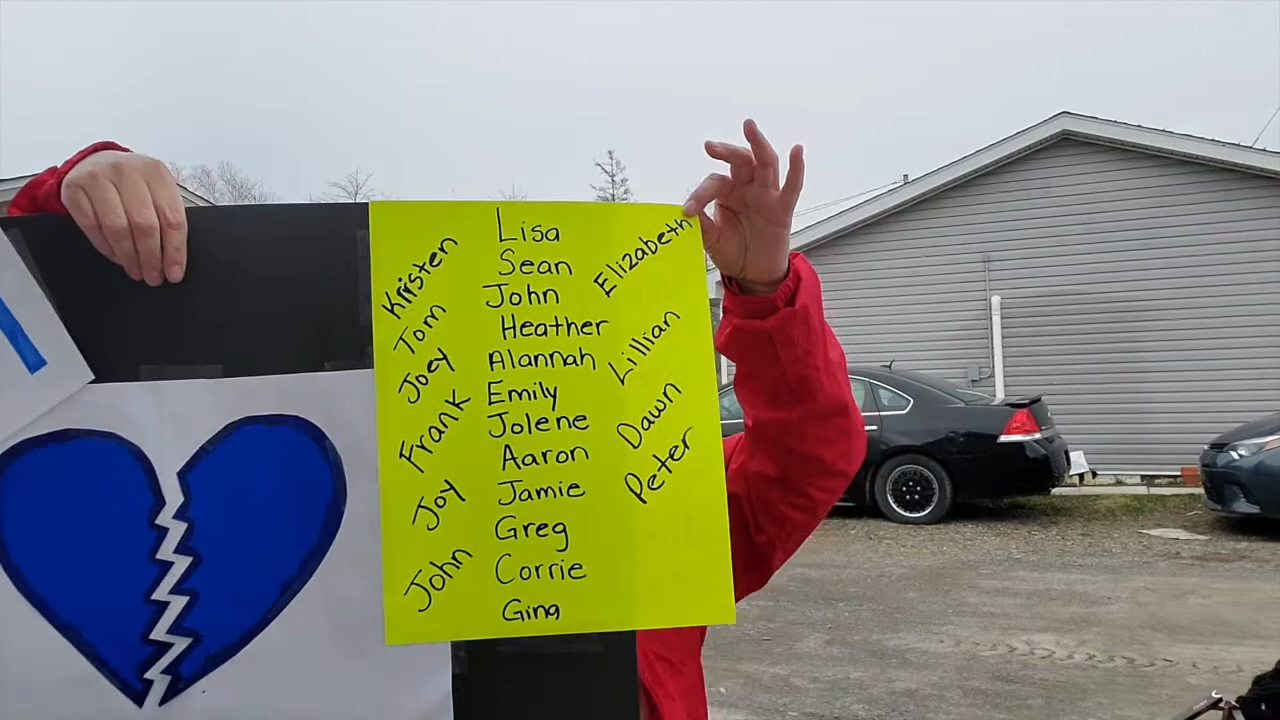 Kristen
Tom
Joey
Frank
Joy
John
Lisa
Sean
John
Heather
Alannah
Emily
Jolene
Aaron
Jamie
Greg
Corrie
Gina
Elizabeth
Lillian
Dawn
Peter